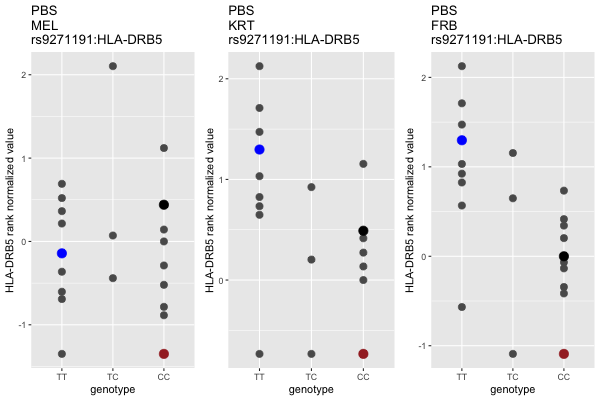 PBS
MEL
rs9271191:HLA-DRB5
HLA-DRB5 rank normalized value
2
1
0
-1
TT
TC
CC
genotype
PBS
KRT
rs9271191:HLA-DRB5
HLA-DRB5 rank normalized value
2
1
0
TT
TC
CC
genotype
PBS
FRB
rs9271191:HLA-DRB5
HLA-DRB5 rank normalized value
2
1
0
-1
TT
TC
CC
genotype